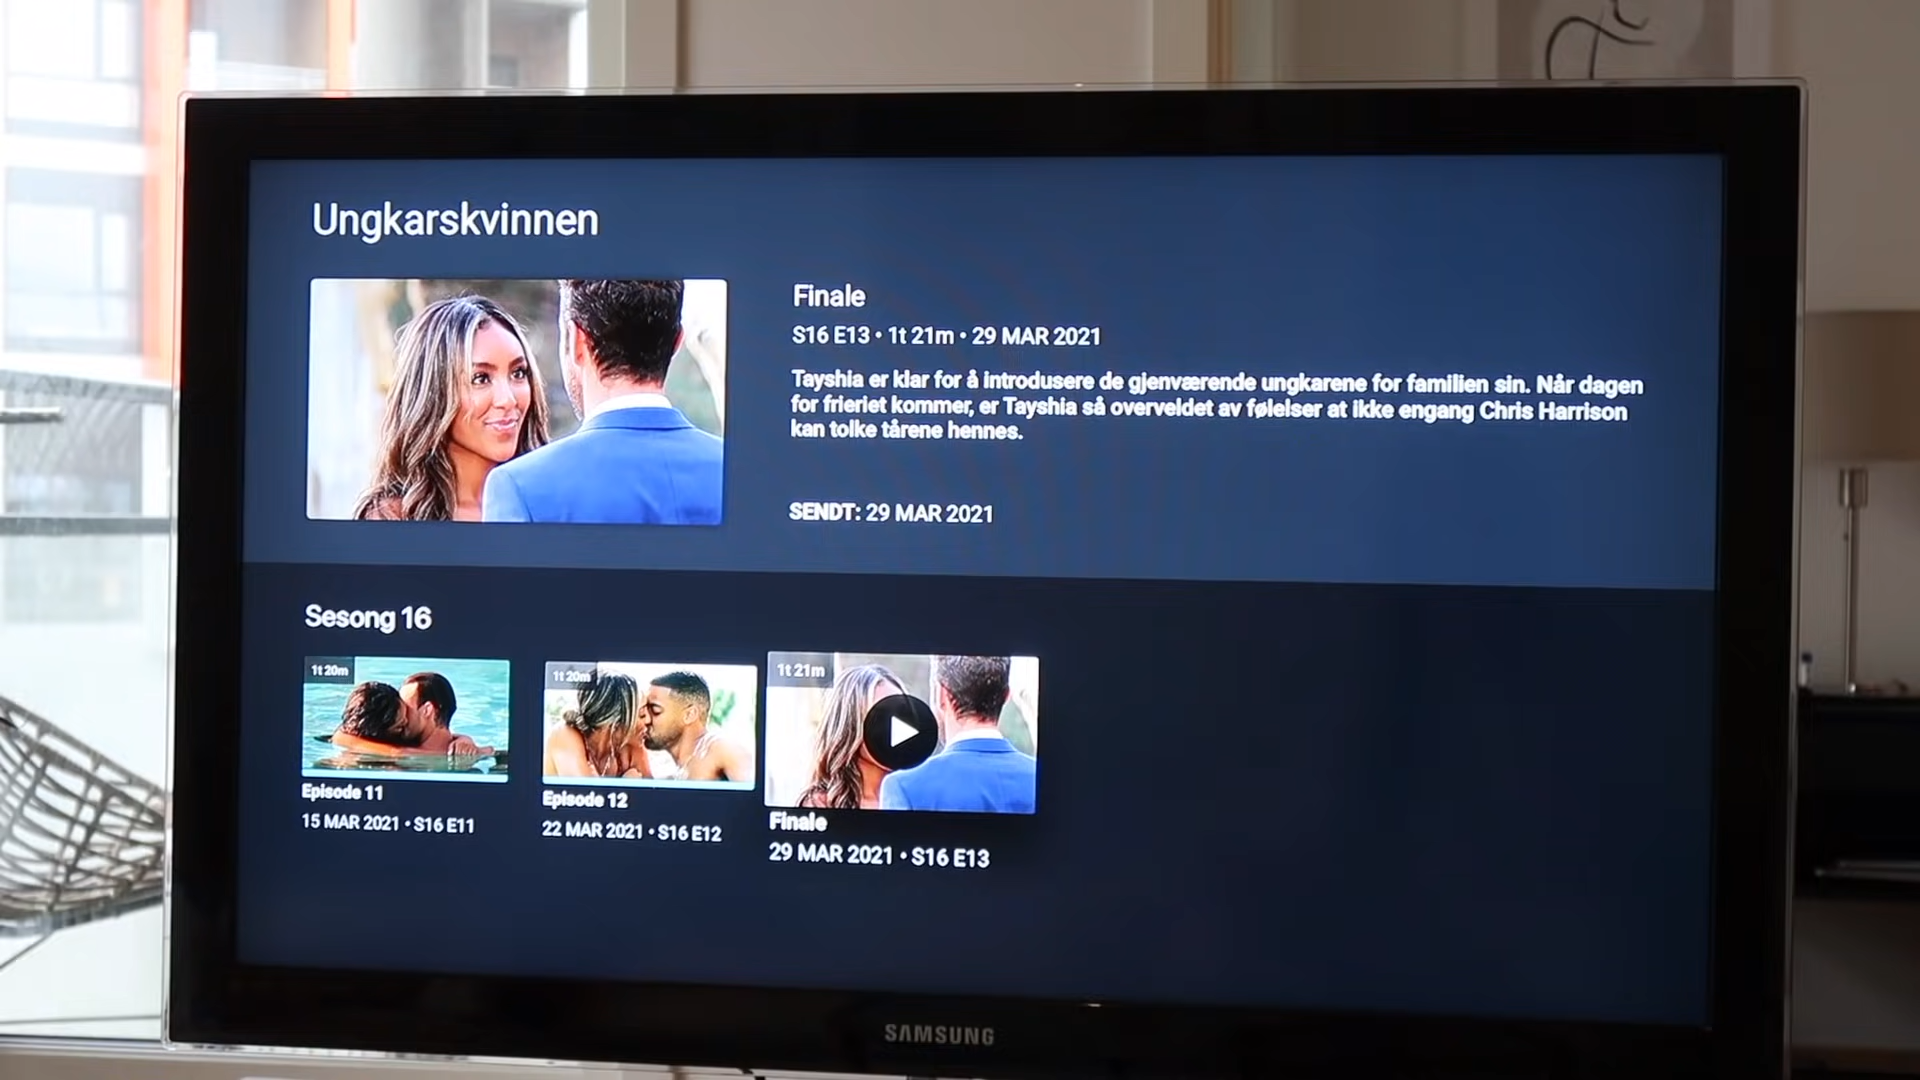 Ungkarskvinnen
Finale
S16 E13 • 1t 21m • 29 MAR 2021
Tayshia er klar for å introdusere de gjenværende ungkarene for familien sin. Når dagen
for frieriet kommer, er Tayshia så overveldet av følelser at ikke engang Chris Harrison
kan tolke tårene hennes.
SENDT: 29 MAR 2021
Sesong 16
1t 20m
Episode 11
15 MAR 2021 • S16 E11
1t 20m
Episode 12
22 MAR 2021 • S16 E12
1t 21m
Finale
29 MAR 2021 • S16 E13
SAMSUNG